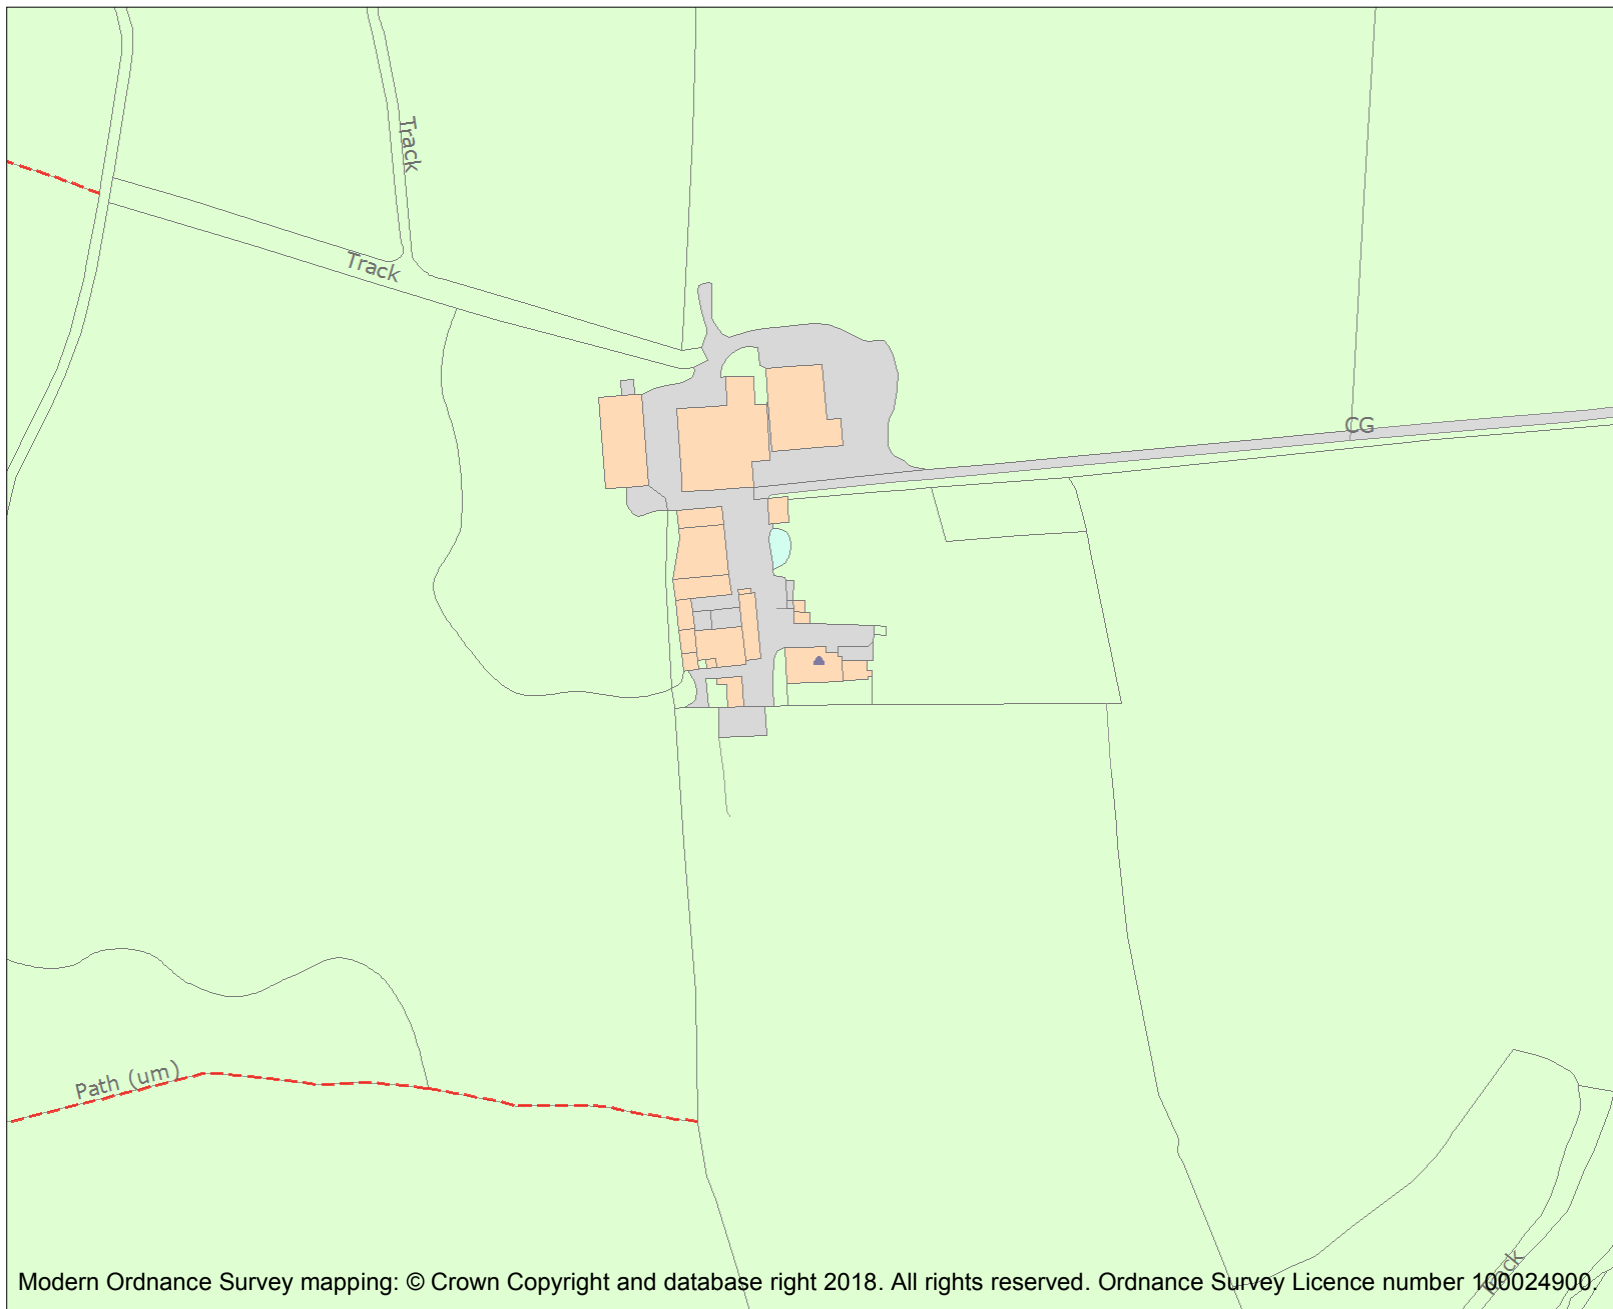 Track
Track
CG
Path (um)
Track
Modern Ordnance Survey mapping: © Crown Copyright and database right 2018. All rights reserved. Ordnance Survey Licence number 100024900.